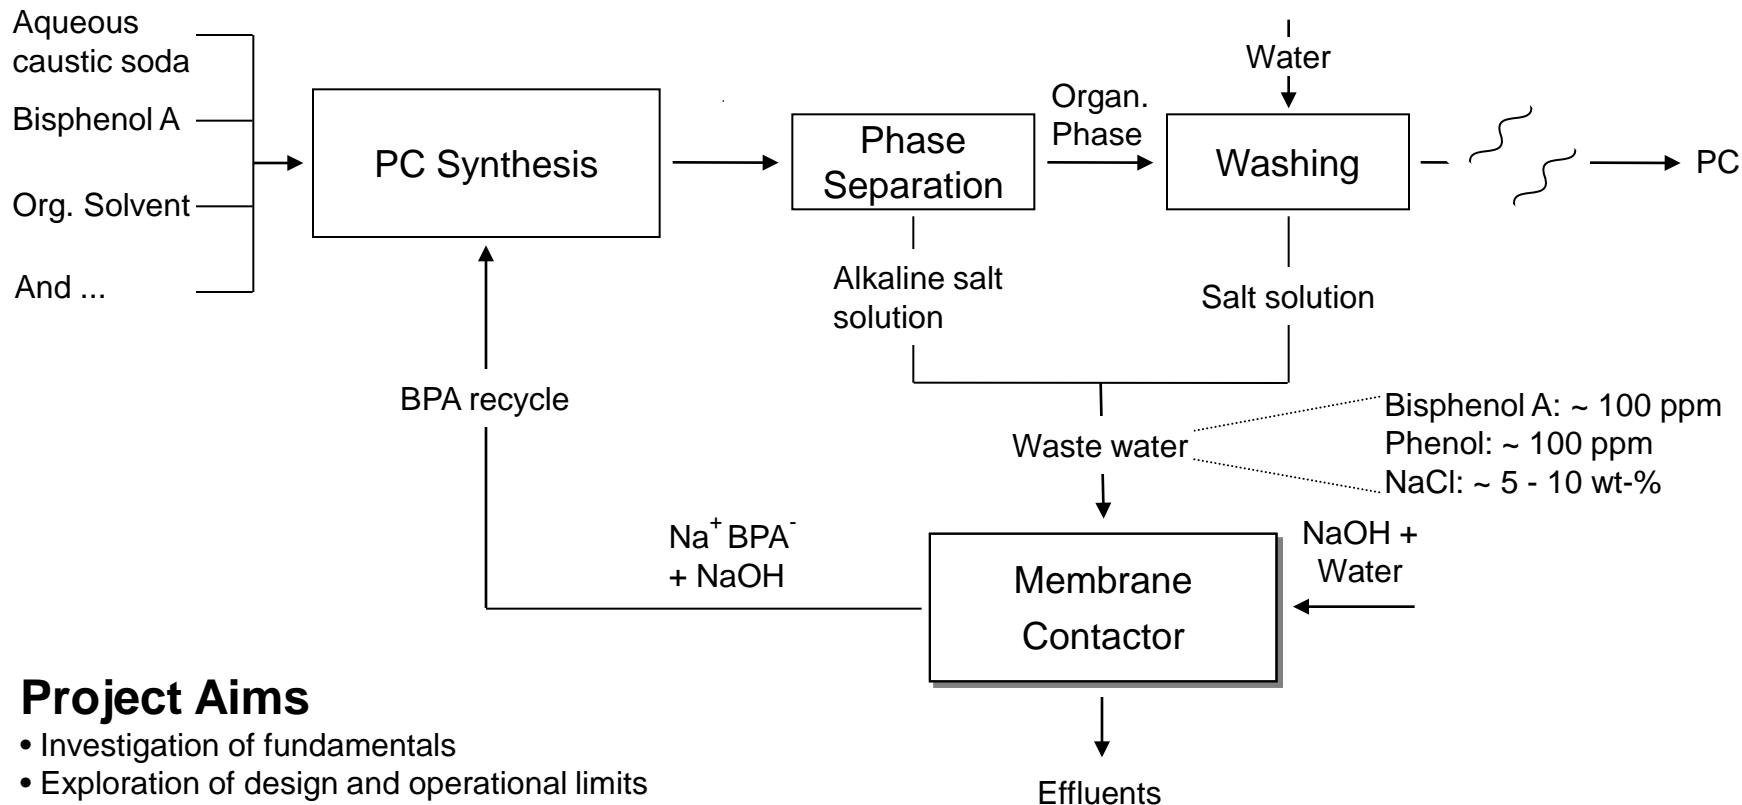 Aqueous
caustic soda
Bisphenol A
Org. Solvent
And ...
PC Synthesis
Phase
Separation
Organ.
Phase
Water
Washing
PC
Alkaline salt
solution
Salt solution
BPA recycle
Waste water
Bisphenol A: ~ 100 ppm
Phenol: ~ 100 ppm
NaCl: ~ 5 - 10 wt-%
Na⁺ BPA⁻
+ NaOH
Membrane
Contactor
NaOH +
Water
Effluents
Project Aims
• Investigation of fundamentals
• Exploration of design and operational limits